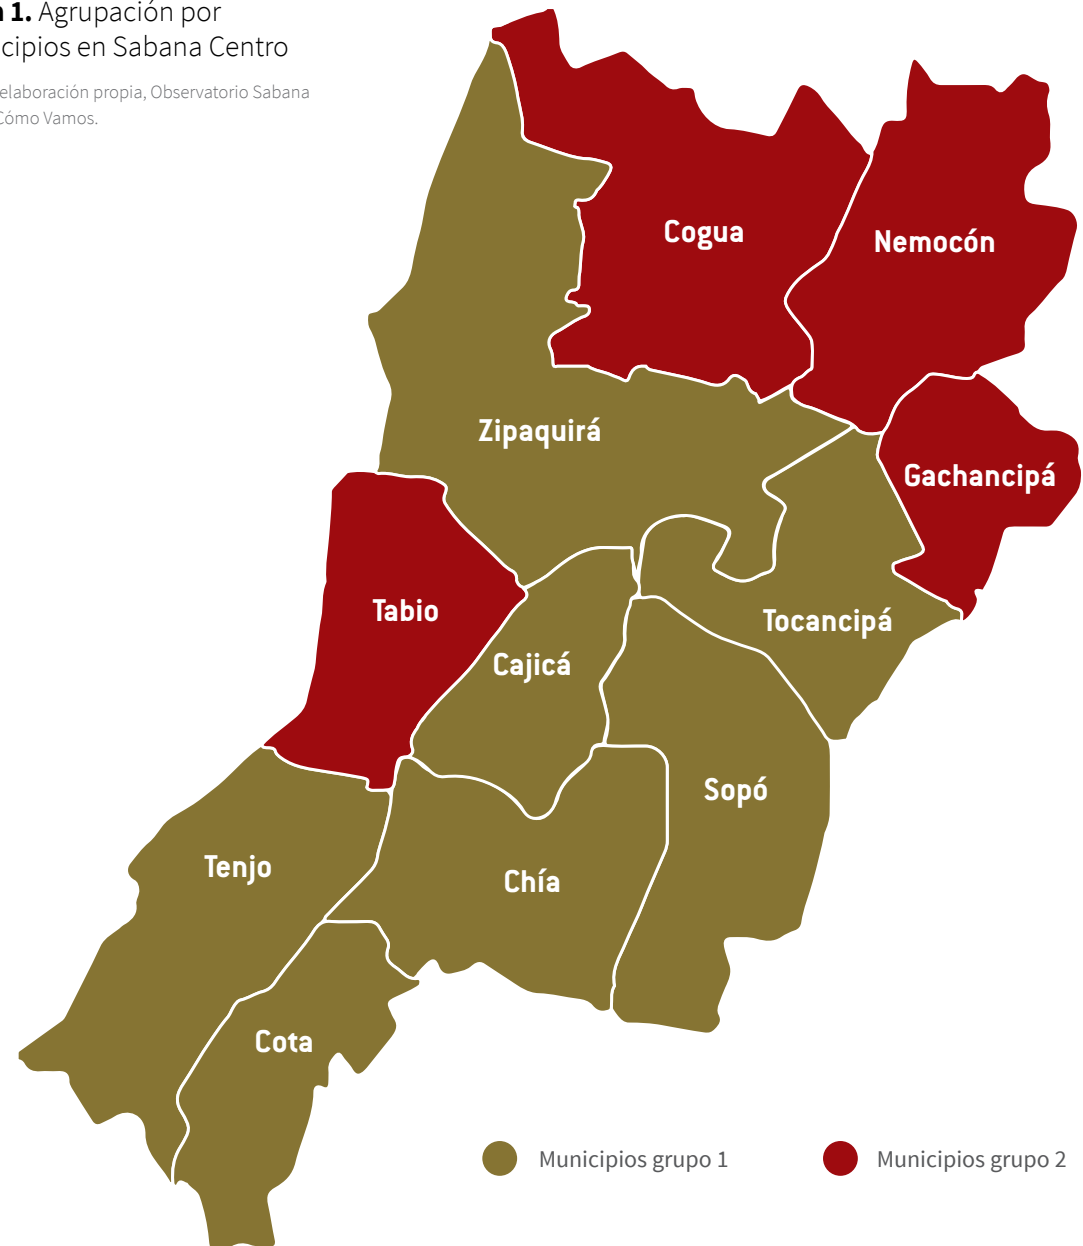 a 1. Agrupación por
cipios en Sabana Centro
elaboración propia, Observatorio Sabana
Cómo Vamos.
Cogua
Nemocón
Zipaquirá
Gachancipá
Tabio
Tocancipá
Cajicá
Sopó
Tenjo
Chía
Cota
Municipios grupo 1
Municipios grupo 2